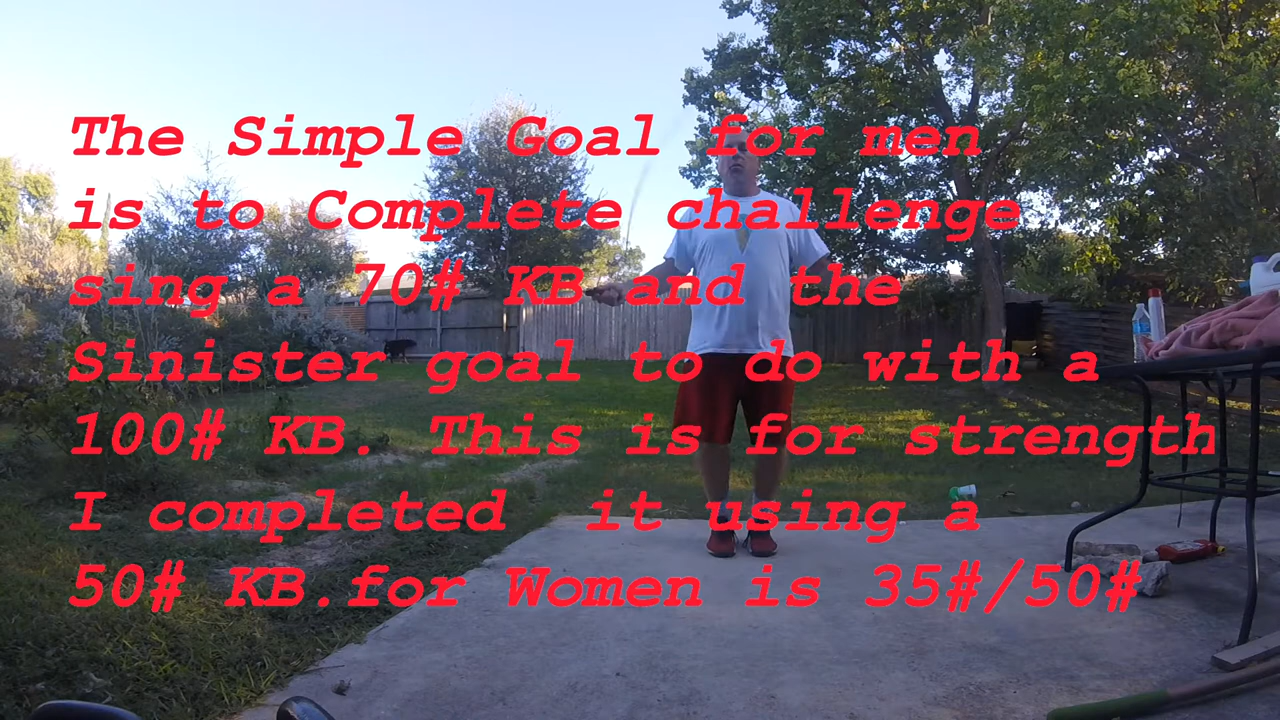 The Simple Goal for men
is to Complete challenge
sing a 70# KB and the
Sinister goal to do with a
100# KB. This is for strength
I completed it using a
50# KB.for Women is 35#/50#